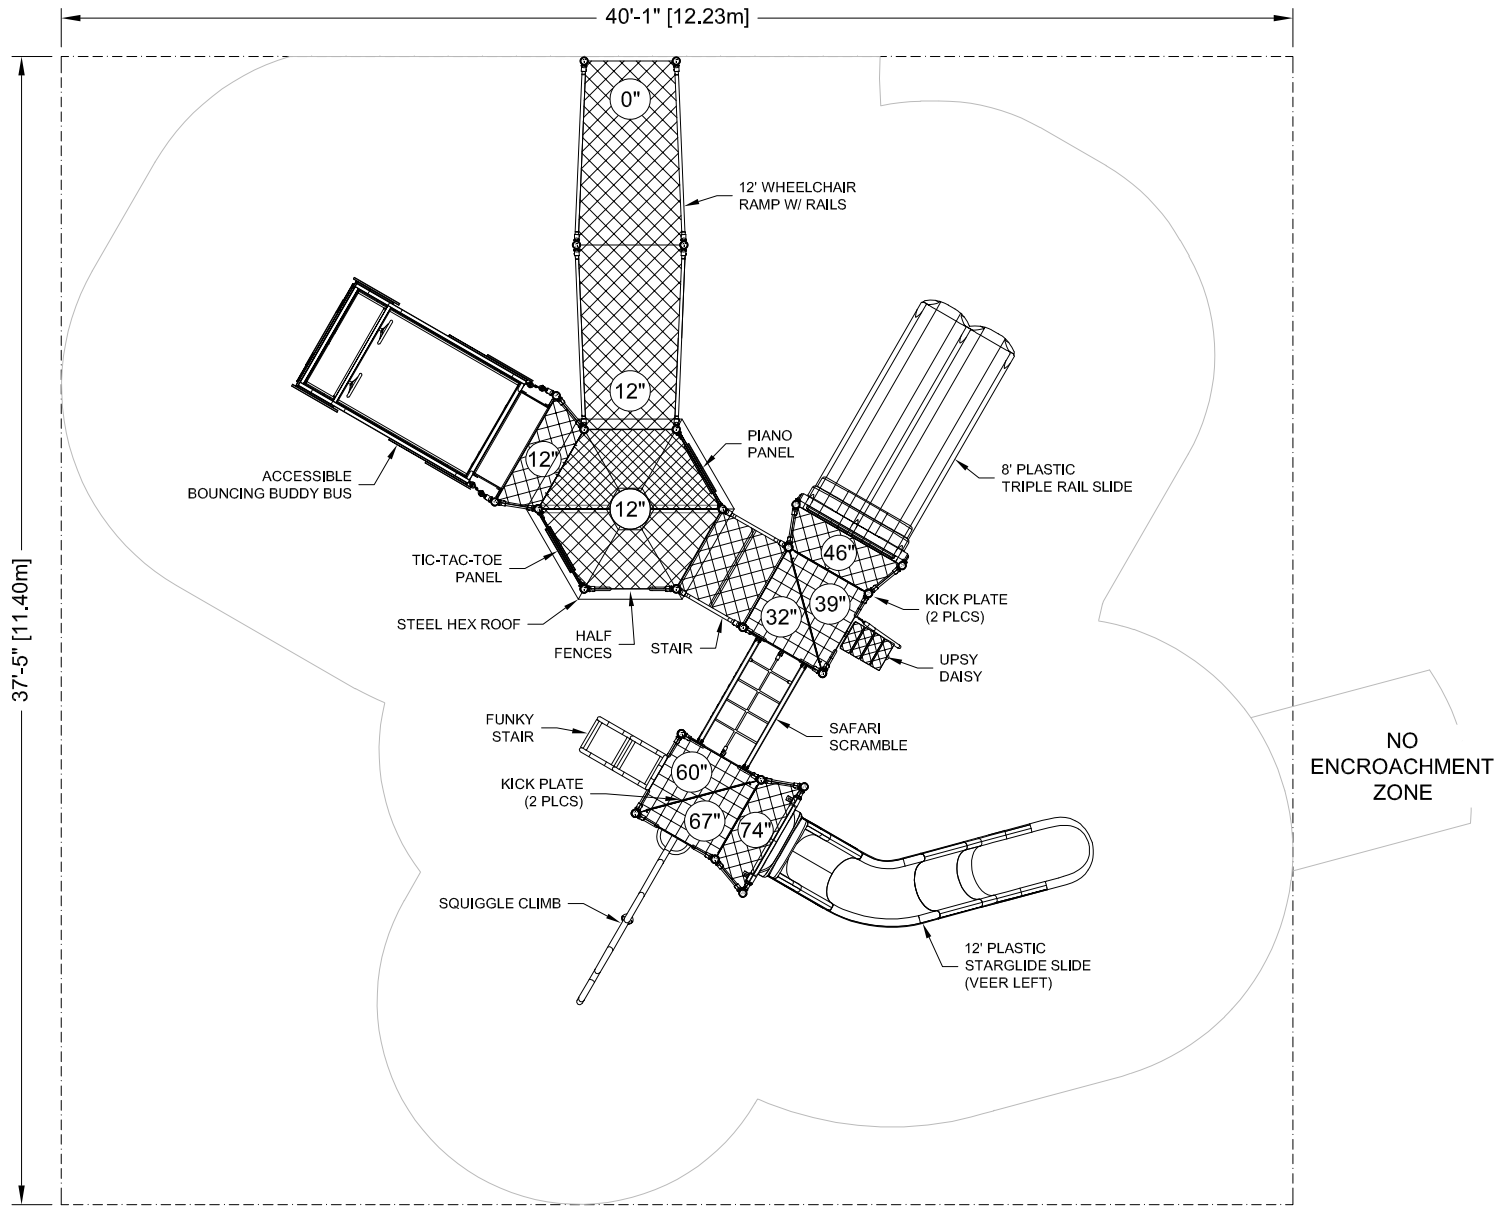 40'-1" [12.23m]
0"
12' WHEELCHAIR
RAMP W/ RAILS
12"
PIANO
PANEL
ACCESSIBLE
BOUNCING BUDDY BUS
12"
8' PLASTIC
TRIPLE RAIL SLIDE
12"
46"
TIC-TAC-TOE
PANEL
37'-5" [11.40m]
STEEL HEX ROOF
HALF
FENCES
STAIR
32"
39"
KICK PLATE
(2 PLCS)
UPSY
DAISY
FUNKY
STAIR
SAFARI
SCRAMBLE
NO
ENCROACHMENT
ZONE
KICK PLATE
(2 PLCS)
60"
67"
74"
SQUIGGLE CLIMB
12' PLASTIC
STARGLIDE SLIDE
(VEER LEFT)